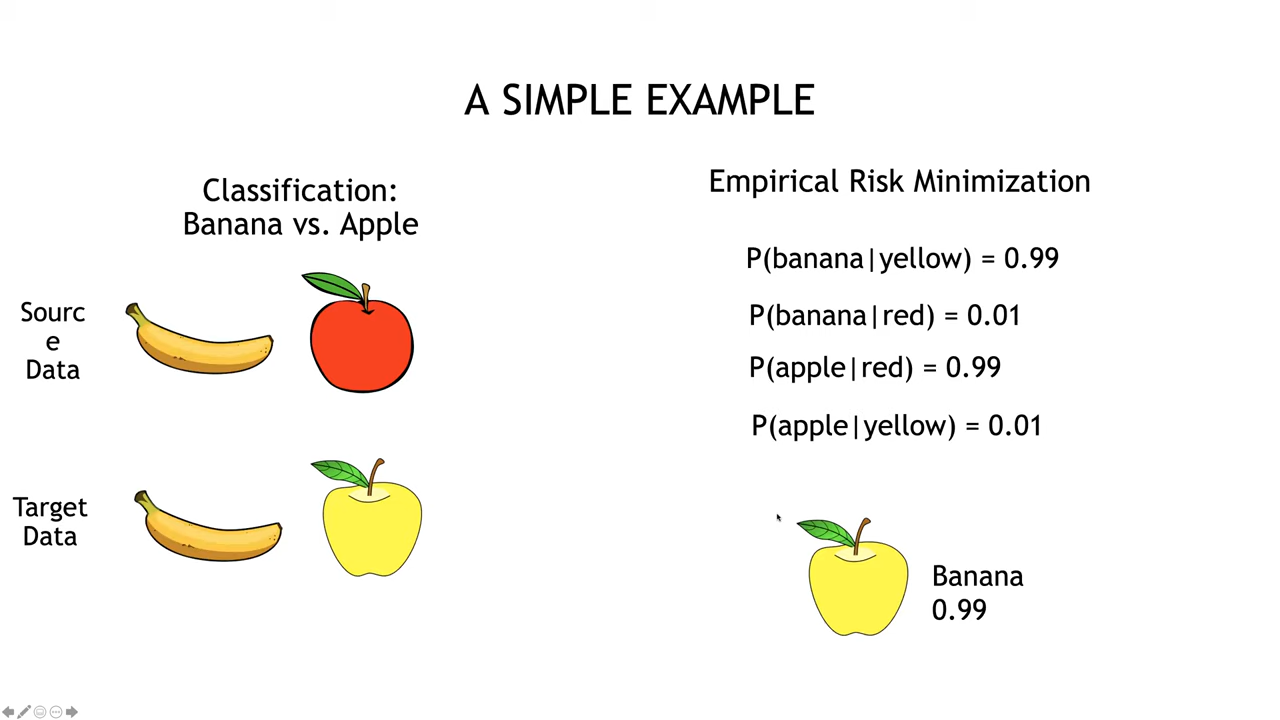 A SIMPLE EXAMPLE
Classification:
Banana vs. Apple
Sourc
e
Data
Target
Data
Empirical Risk Minimization
P(banana|yellow) = 0.99
P(banana|red) = 0.01
P(apple|red) = 0.99
P(apple|yellow) = 0.01
Banana
0.99